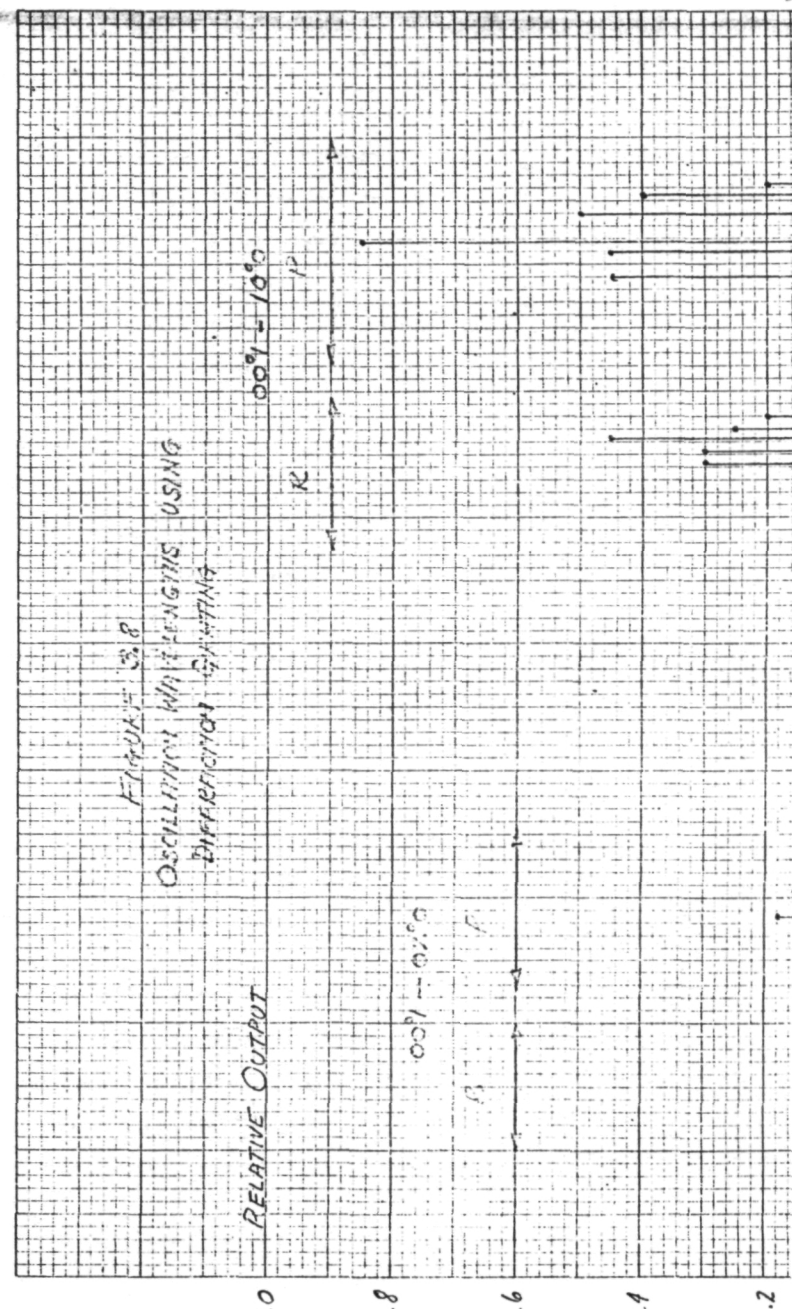 FIGURE 3.8
OSCILLATION WAVELENGTHS USING
DIFFRACTION GRATING
RELATIVE OUTPUT
00°1 - 10°0
R
P
00°1 - 02°0
R
P
0
.8
.6
.4
.2